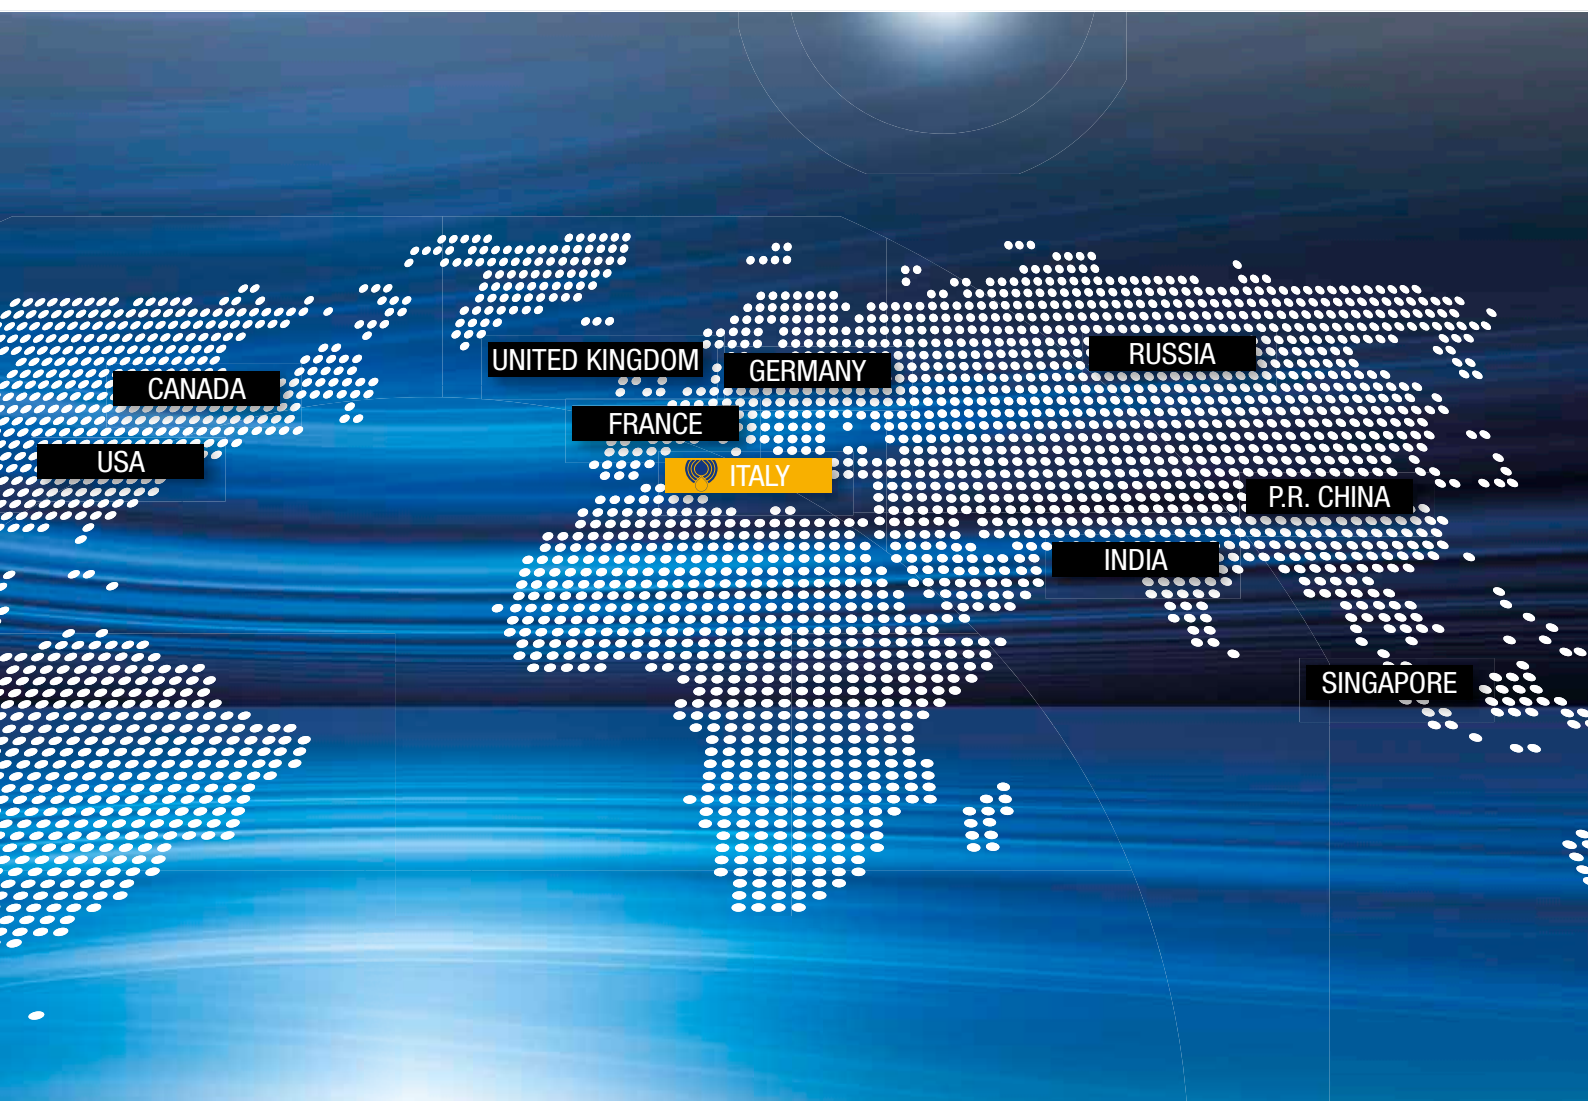 UNITED KINGDOM
GERMANY
RUSSIA
CANADA
FRANCE
USA
ITALY
P.R. CHINA
INDIA
SINGAPORE